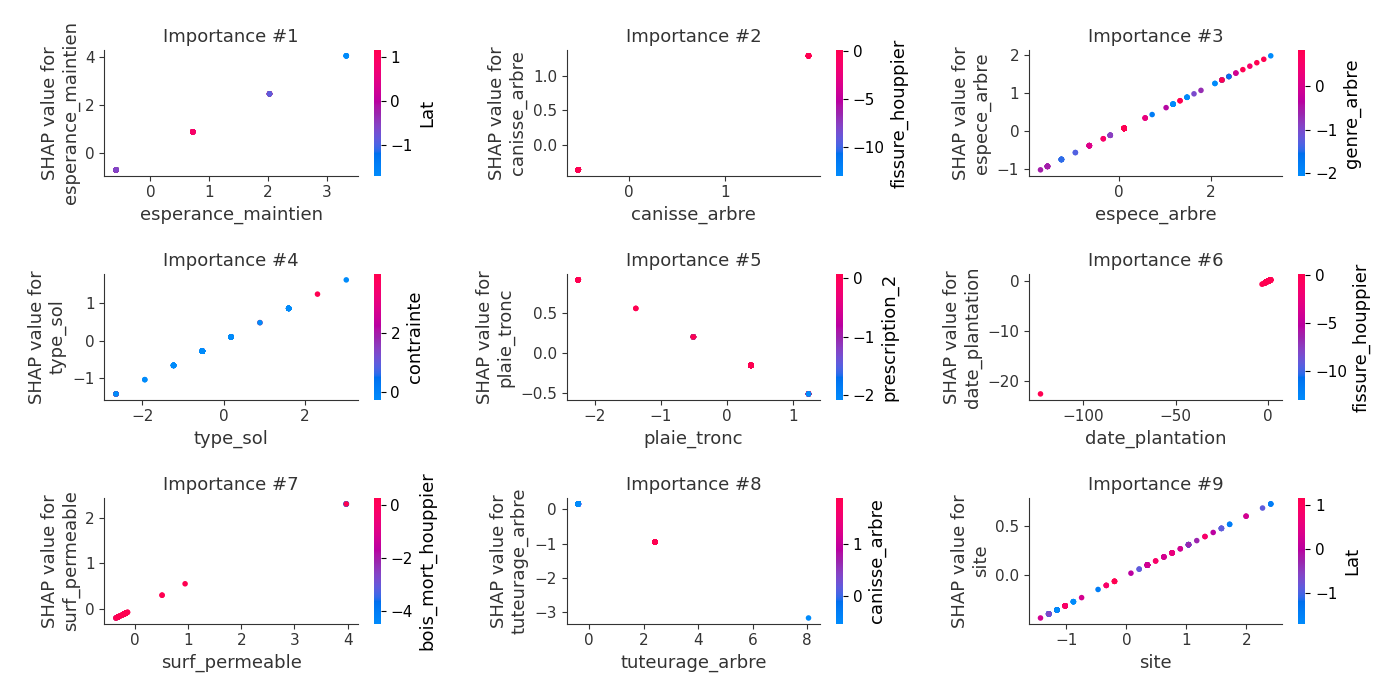 Importance #1
SHAP value for
esperance_maintien
4
2
0
0
1
2
3
esperance_maintien
1
0
−1
Lat
Importance #2
SHAP value for
canisse_arbre
1.0
0.5
0.0
0
1
canisse_arbre
0
−5
−10
fissure_houppier
Importance #3
SHAP value for
espece_arbre
2
1
0
−1
0
2
espece_arbre
0
−1
−2
genre_arbre
Importance #4
SHAP value for
type_sol
1
0
−1
−2
0
2
type_sol
2
0
contrainte
Importance #5
SHAP value for
plaie_tronc
0.5
0.0
−0.5
−2
−1
0
1
plaie_tronc
0
−1
−2
prescription_2
Importance #6
SHAP value for
date_plantation
0
−10
−20
−100
−50
0
date_plantation
0
−5
−10
fissure_houppier
Importance #7
SHAP value for
surf_permeable
2
1
0
0
1
2
3
4
surf_permeable
0
−2
−4
bois_mort_houppier
Importance #8
SHAP value for
tuteurage_arbre
0
−1
−2
−3
0
2
4
6
8
tuteurage_arbre
1
0
canisse_arbre
Importance #9
SHAP value for
site
0.5
0.0
−1
0
1
2
site
1
0
−1
Lat